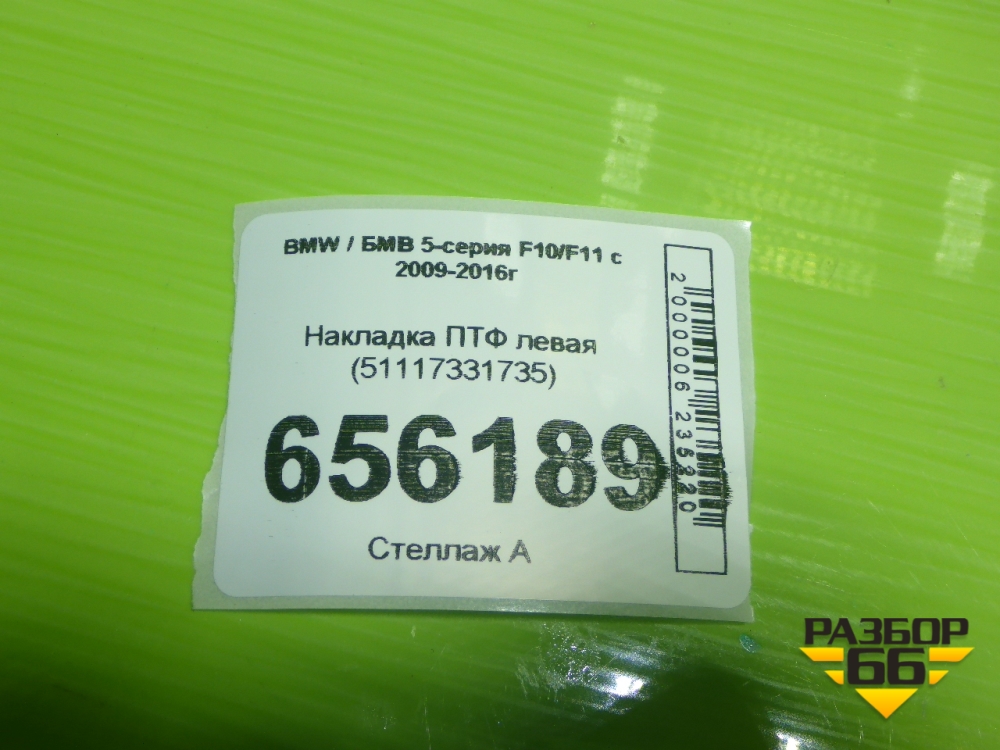 BMW / БМВ 5-серия F10/F11 с
2009-2016г
Накладка ПТФ левая
(51117331735)
656189
Стеллаж А
2000006235220
РАЗБОР
66